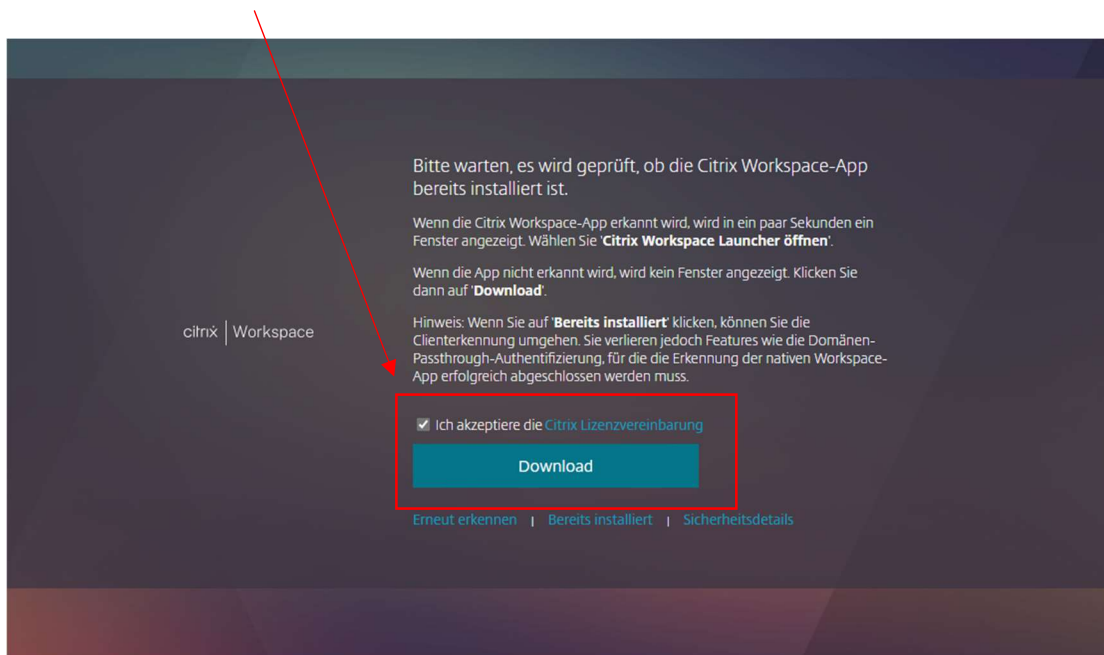 Bitte warten, es wird geprüft, ob die Citrix Workspace-App
bereits installiert ist.
Wenn die Citrix Workspace-App erkannt wird, wird in ein paar Sekunden ein
Fenster angezeigt. Wählen Sie 'Citrix Workspace Launcher öffnen'.
Wenn die App nicht erkannt wird, wird kein Fenster angezeigt. Klicken Sie
dann auf 'Download'.
citrix | Workspace
Hinweis: Wenn Sie auf 'Bereits installiert' klicken, können Sie die
Clienterkennung umgehen. Sie verlieren jedoch Features wie die Domänen-
Passthrough-Authentifizierung, für die die Erkennung der nativen Workspace-
App erfolgreich abgeschlossen werden muss.
Ich akzeptiere die Citrix Lizenzvereinbarung
Download
Erneut erkennen | Bereits installiert | Sicherheitsdetails